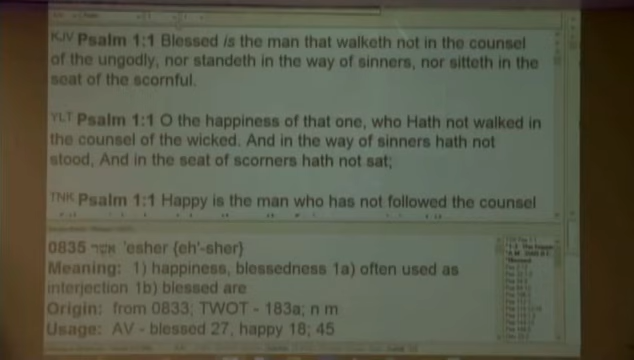 KJV Psalm 1:1 Blessed is the man that walketh not in the counsel
of the ungodly, nor standeth in the way of sinners, nor sitteth in the
seat of the scornful.
YLT Psalm 1:1 O the happiness of that one, who Hath not walked in
the counsel of the wicked. And in the way of sinners hath not
stood, And in the seat of scorners hath not sat;
TNK Psalm 1:1 Happy is the man who has not followed the counsel
0835 אשר 'esher {eh'-sher}
Meaning: 1) happiness, blessedness 1a) often used as
interjection 1b) blessed are
Origin: from 0833; TWOT - 183a; n m
Usage: AV - blessed 27, happy 18; 45